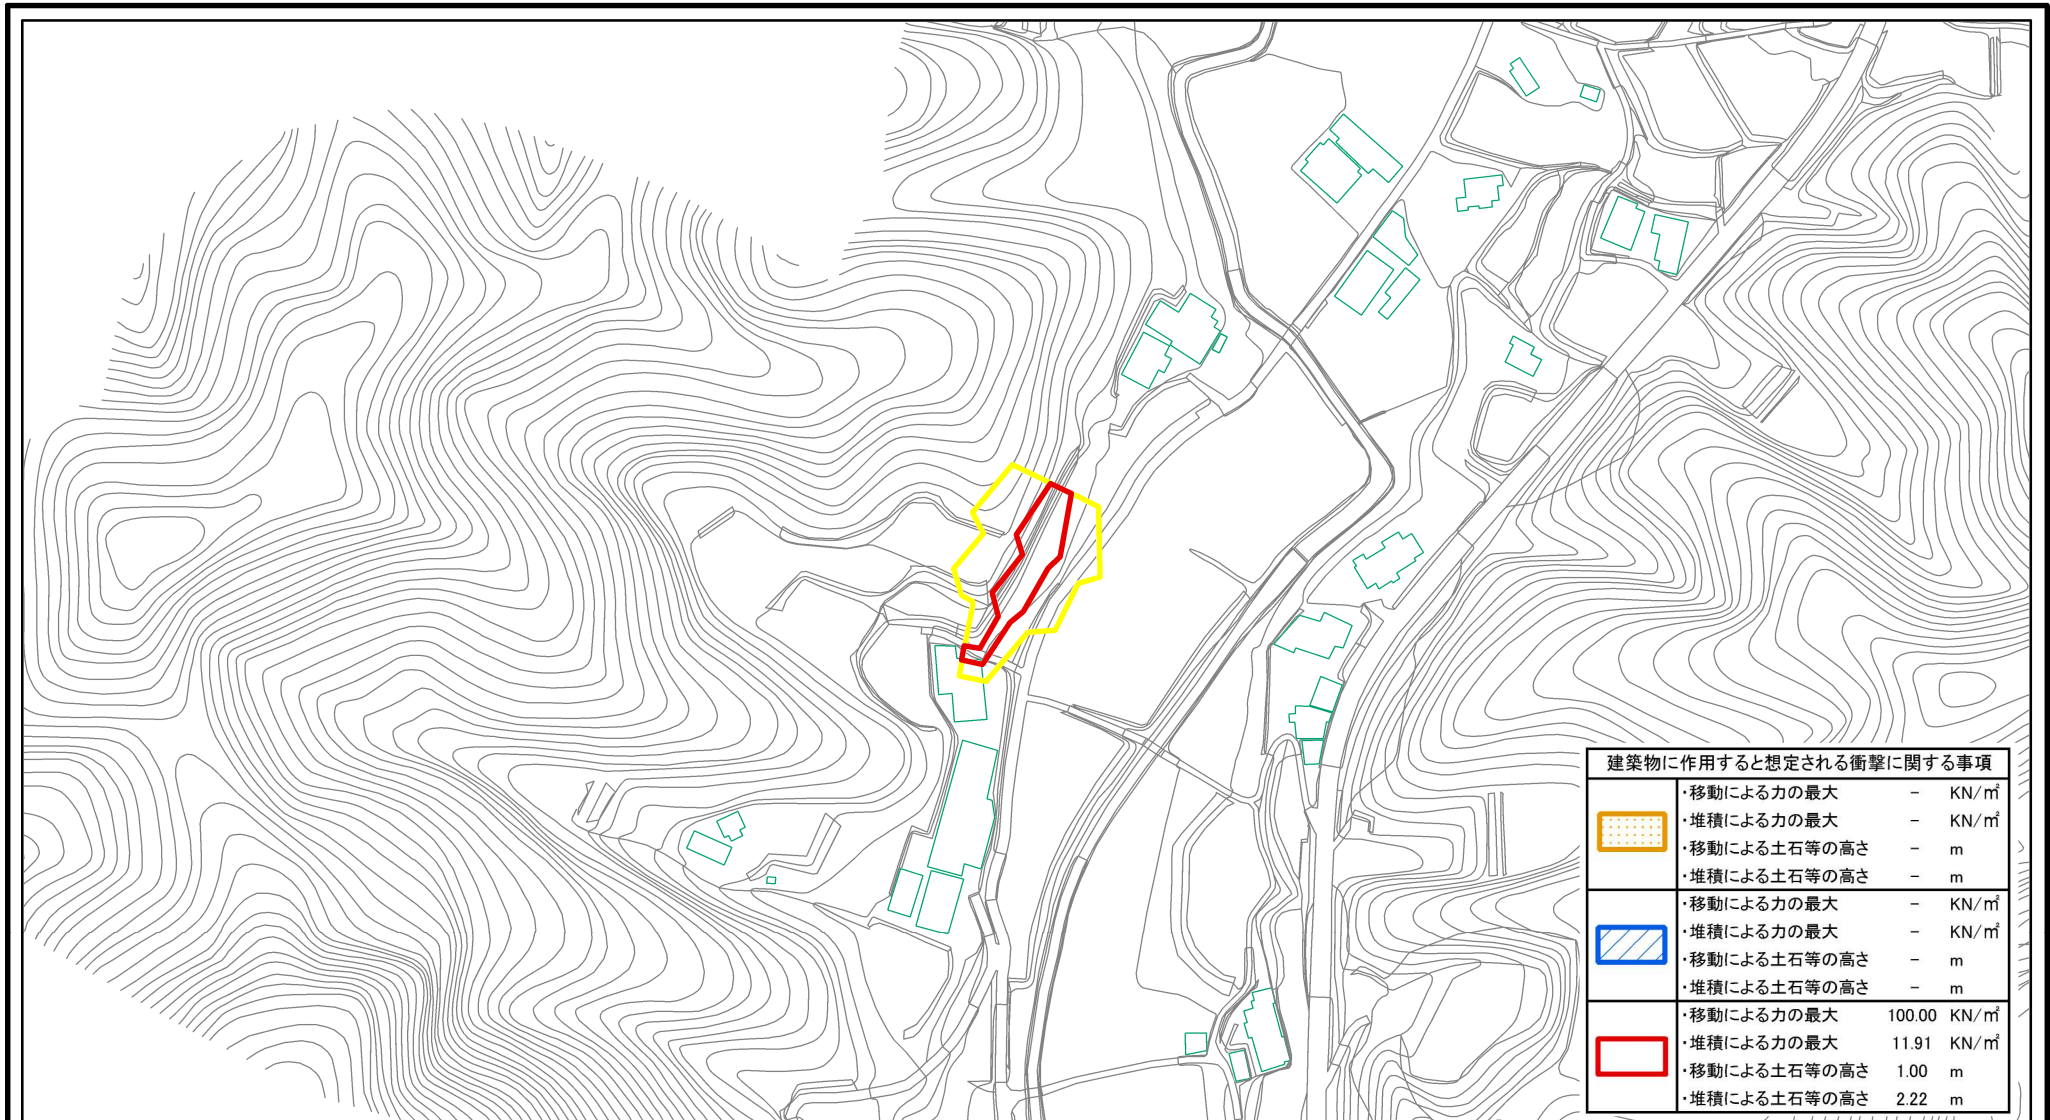 建築物に作用すると想定される衝撃に関する事項
・移動による力の最大 － KN/㎡
・堆積による力の最大 － KN/㎡
・移動による土石等の高さ － m
・堆積による土石等の高さ － m
・移動による力の最大 － KN/㎡
・堆積による力の最大 － KN/㎡
・移動による土石等の高さ － m
・堆積による土石等の高さ － m
・移動による力の最大 100.00 KN/㎡
・堆積による力の最大 11.91 KN/㎡
・移動による土石等の高さ 1.00 m
・堆積による土石等の高さ 2.22 m